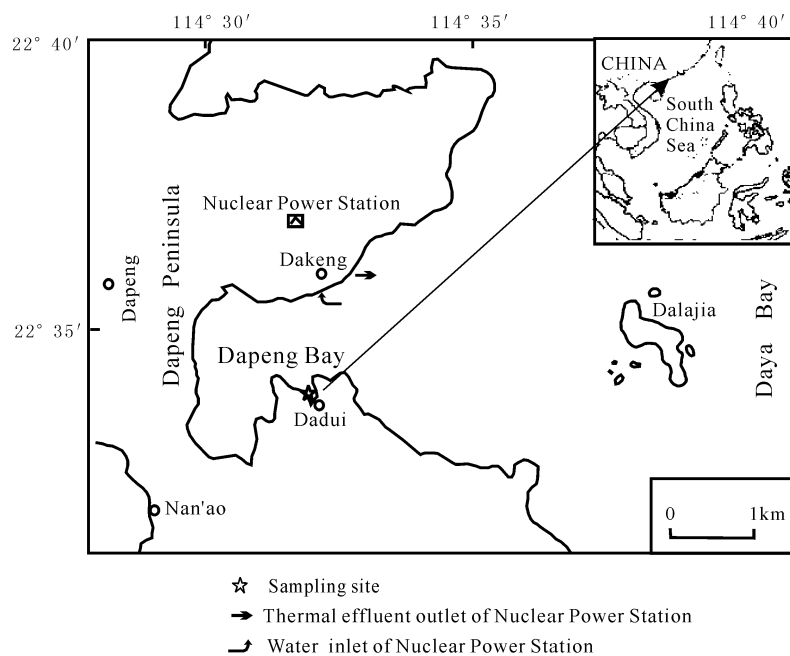 114° 30′ 114° 35′ 114° 40′
22° 40′
CHINA
South
China
Sea
Nuclear Power Station
Dakeng
Dapeng
Dapeng Peninsula
22° 35′
Dapeng Bay
Dalajia
Daya Bay
Dadui
Nan'ao
0 1km
Sampling site
Thermal effluent outlet of Nuclear Power Station
Water inlet of Nuclear Power Station